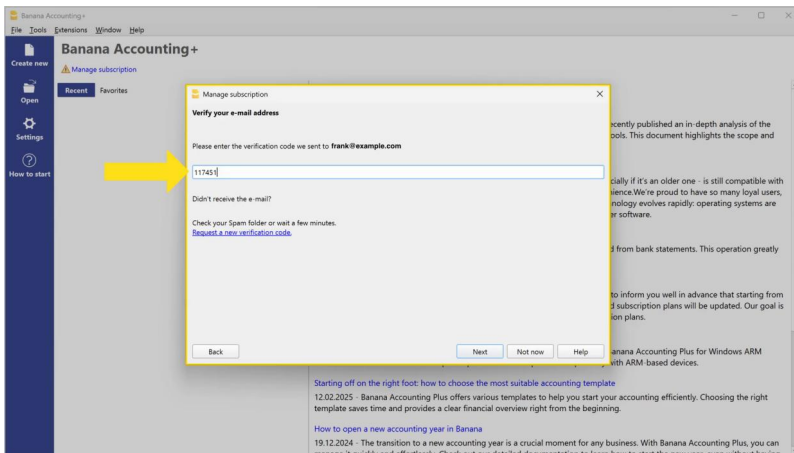 Banana Accounting+
File Tools Extensions Window Help
Banana Accounting+
Create new
Manage subscription
Recent Favorites
Open
Settings
How to start
Manage subscription
Verify your e-mail address
Please enter the verification code we sent to frank@example.com
117451
Didn't receive the e-mail?
Check your Spam folder or wait a few minutes.
Request a new verification code.
Back Next Not now Help
ecently published an in-depth analysis of the
ools. This document highlights the scope and
cially if it's an older one - is still compatible with
ience.We're proud to have so many loyal users,
nology evolves rapidly: operating systems are
er software.
d from bank statements. This operation greatly
to inform you well in advance that starting from
d subscription plans will be updated. Our goal is
ion plans.
anana Accounting Plus for Windows ARM
with ARM-based devices.
Starting off on the right foot: how to choose the most suitable accounting template
12.02.2025 - Banana Accounting Plus offers various templates to help you start your accounting efficiently. Choosing the right
template saves time and provides a clear financial overview right from the beginning.
How to open a new accounting year in Banana
19.12.2024 - The transition to a new accounting year is a crucial moment for any business. With Banana Accounting Plus, you can